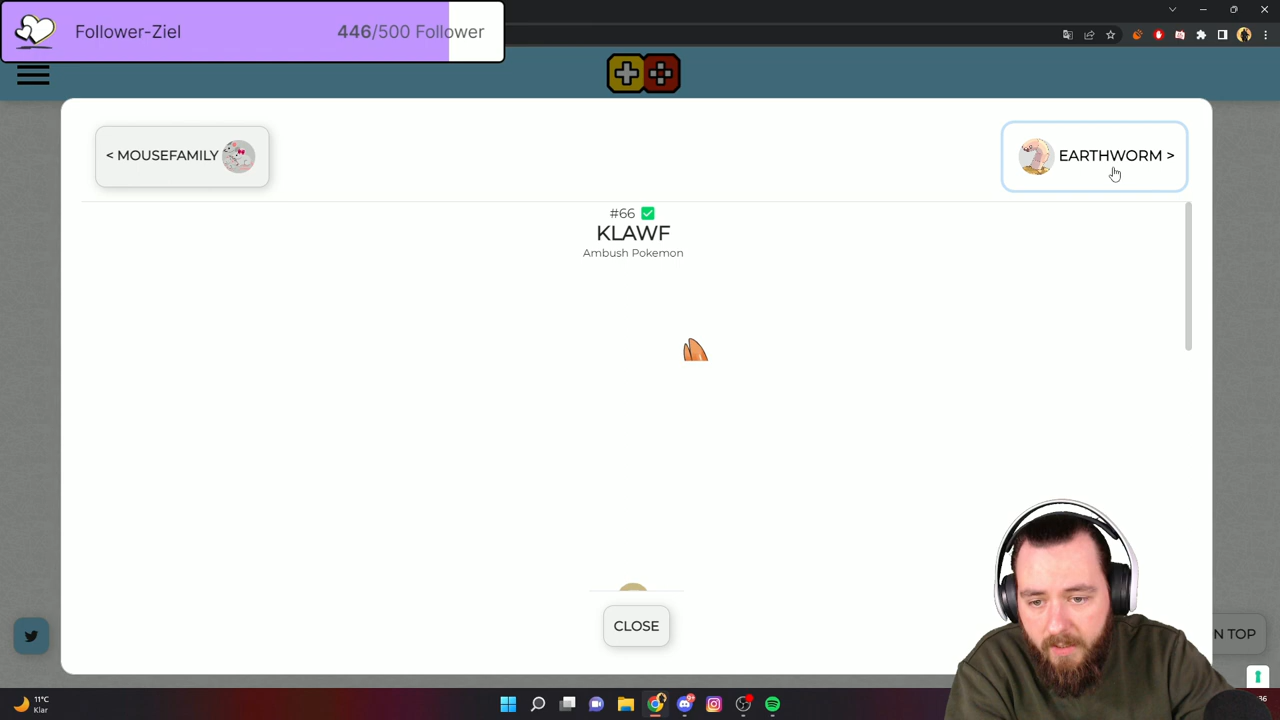 Follower-Ziel 446/500 Follower
< MOUSEFAMILY
EARTHWORM >
#66
KLAWF
Ambush Pokemon
CLOSE
N TOP
11°C
Klar